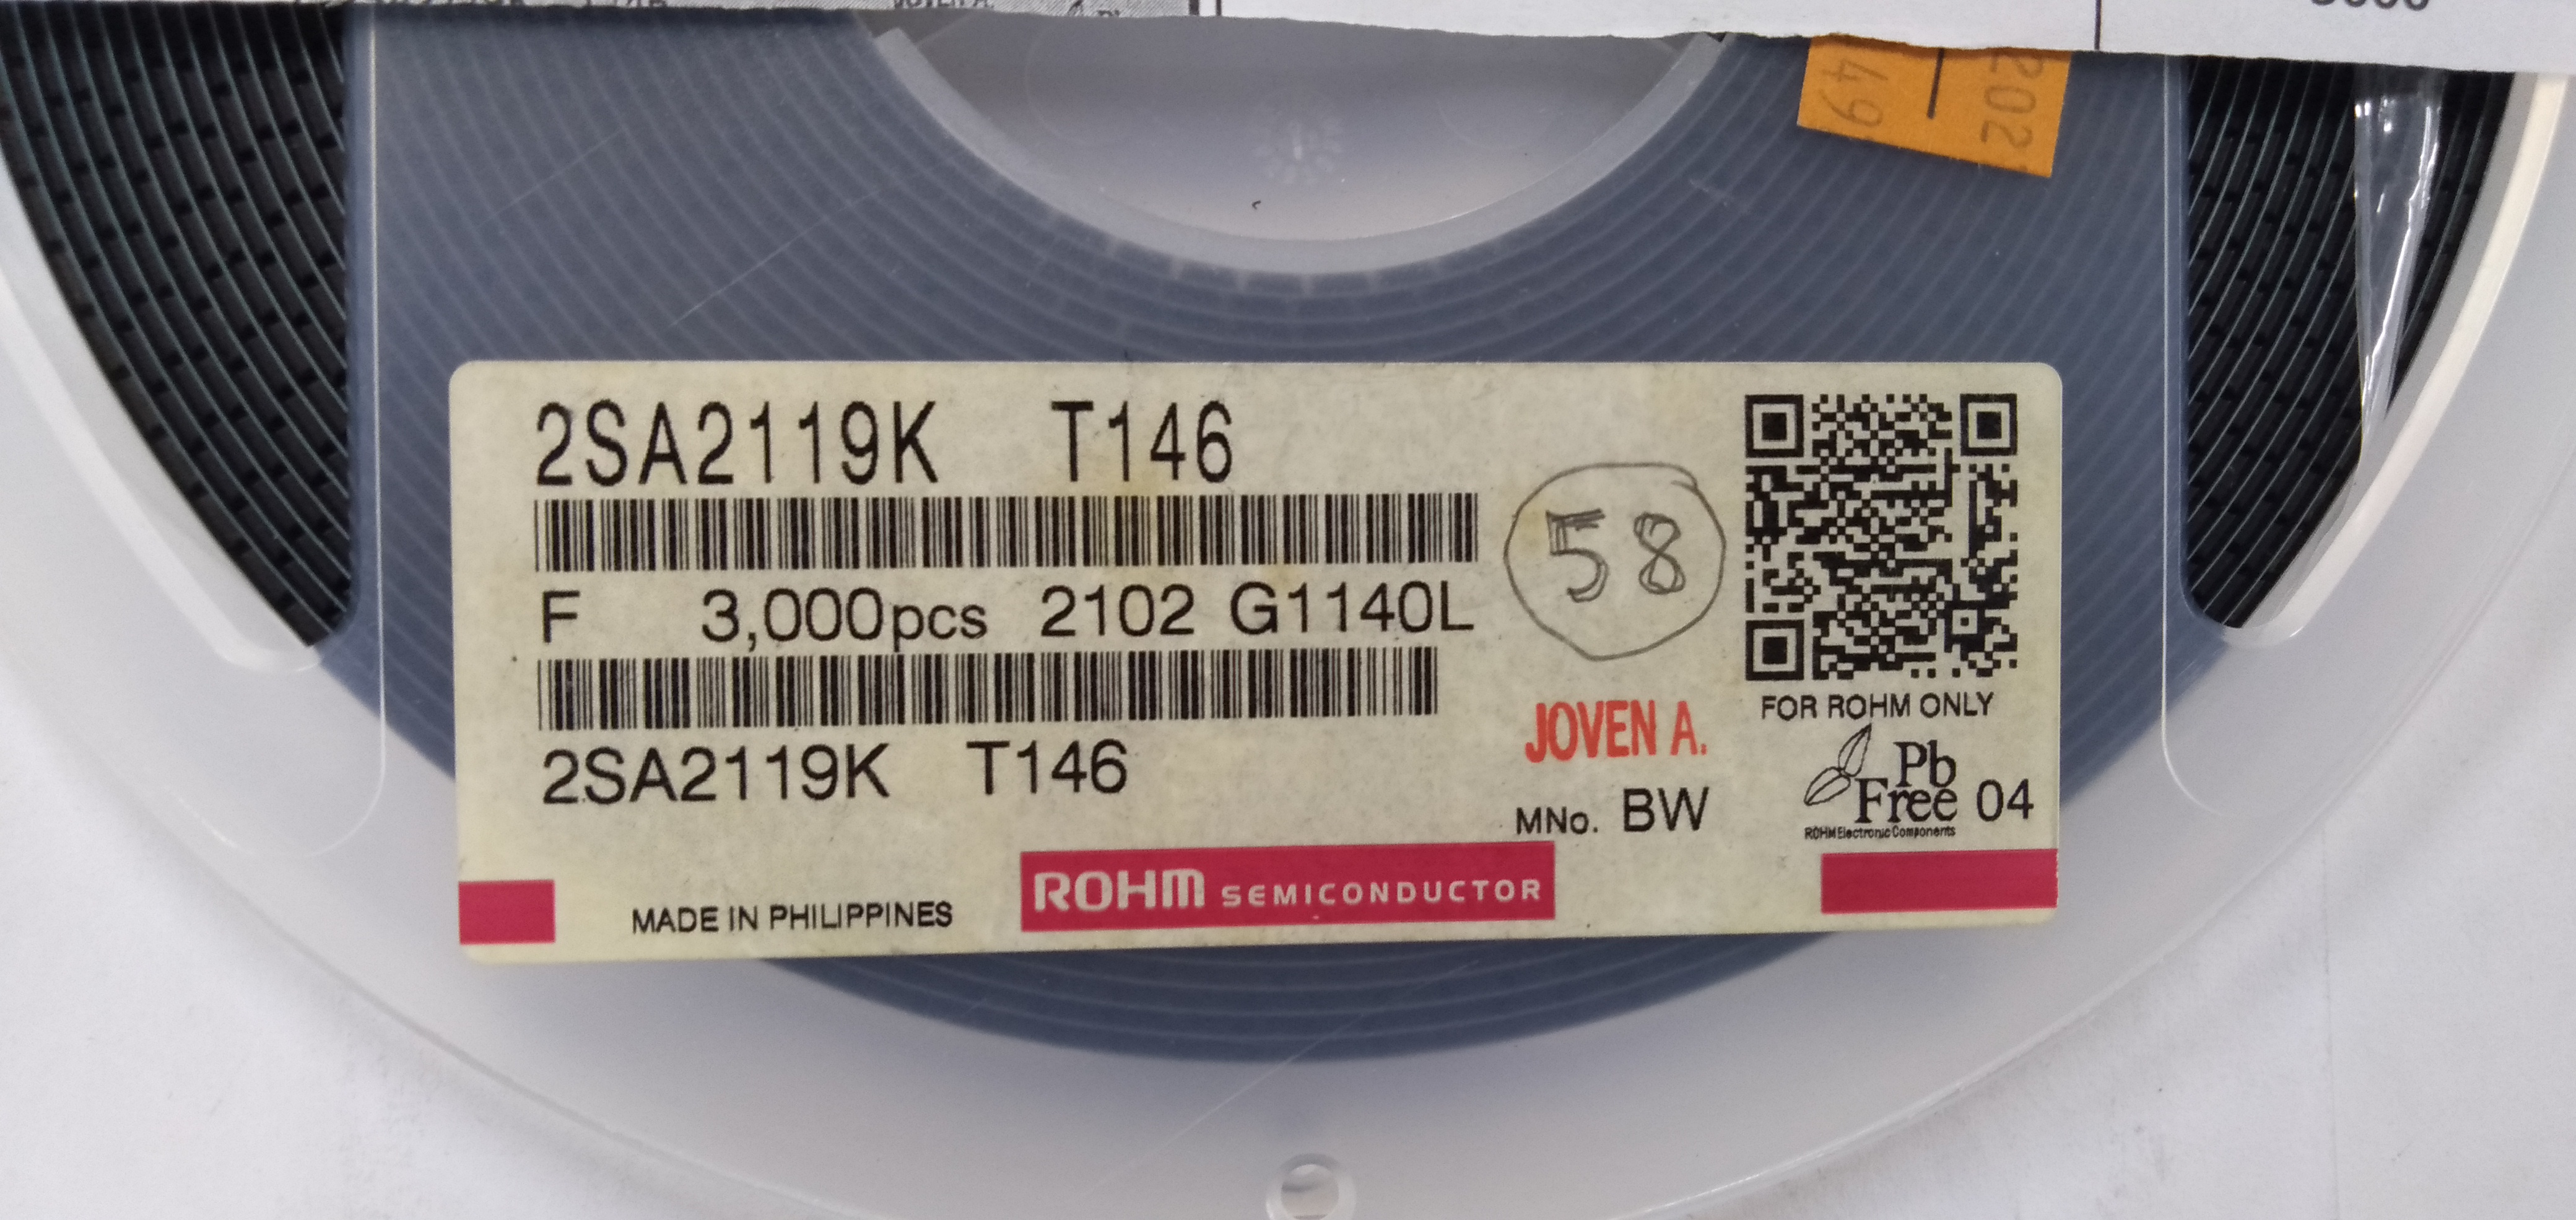 2SA2119K T146
F 3,000pcs 2102 G1140L
2SA2119K T146
58
JOVEN A.
MNo. BW
FOR ROHM ONLY
Pb
Free 04
ROHM Electronic Components
MADE IN PHILIPPINES
ROHM SEMICONDUCTOR
202
49